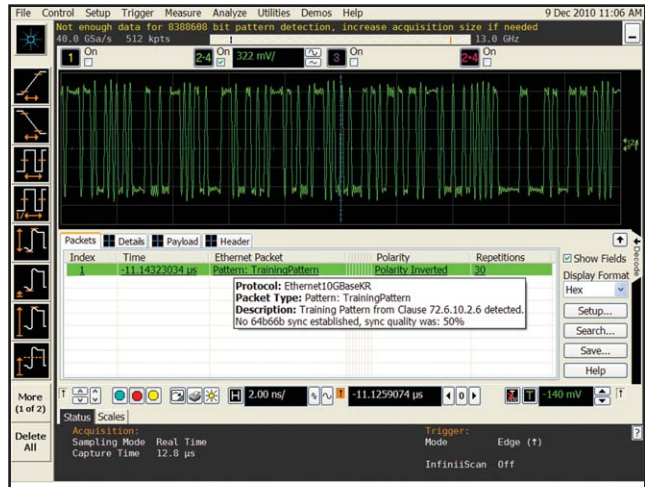 File Control Setup Trigger Measure Analyze Utilities Demos Help 9 Dec 2010 11:06 AM
Not enough data for 8388608 bit pattern detection, increase acquisition size if needed
40.0 GSa/s 512 kpts 13.0 GHz
1 On 2-4 On 322 mV/ 3 On 2•4 On
Packets Details Payload Header
Decode
Index Time Ethernet Packet Polarity Repetitions
1 -11.14323034 µs Pattern: TrainingPattern Polarity Inverted 30
Protocol: Ethernet10GBaseKR
Packet Type: Pattern: TrainingPattern
Description: Training Pattern from Clause 72.6.10.2.6 detected.
No 64b66b sync established, sync quality was: 50%
Show Fields
Display Format
Hex
Setup...
Search...
Save...
Help
More
(1 of 2)
Delete
All
H 2.00 ns/ -11.1259074 µs 0 T -140 mV
Status Scales
Acquisition:
Sampling Mode Real Time
Capture Time 12.8 µs
Trigger:
Mode Edge (↑)
InfiniiScan Off
?